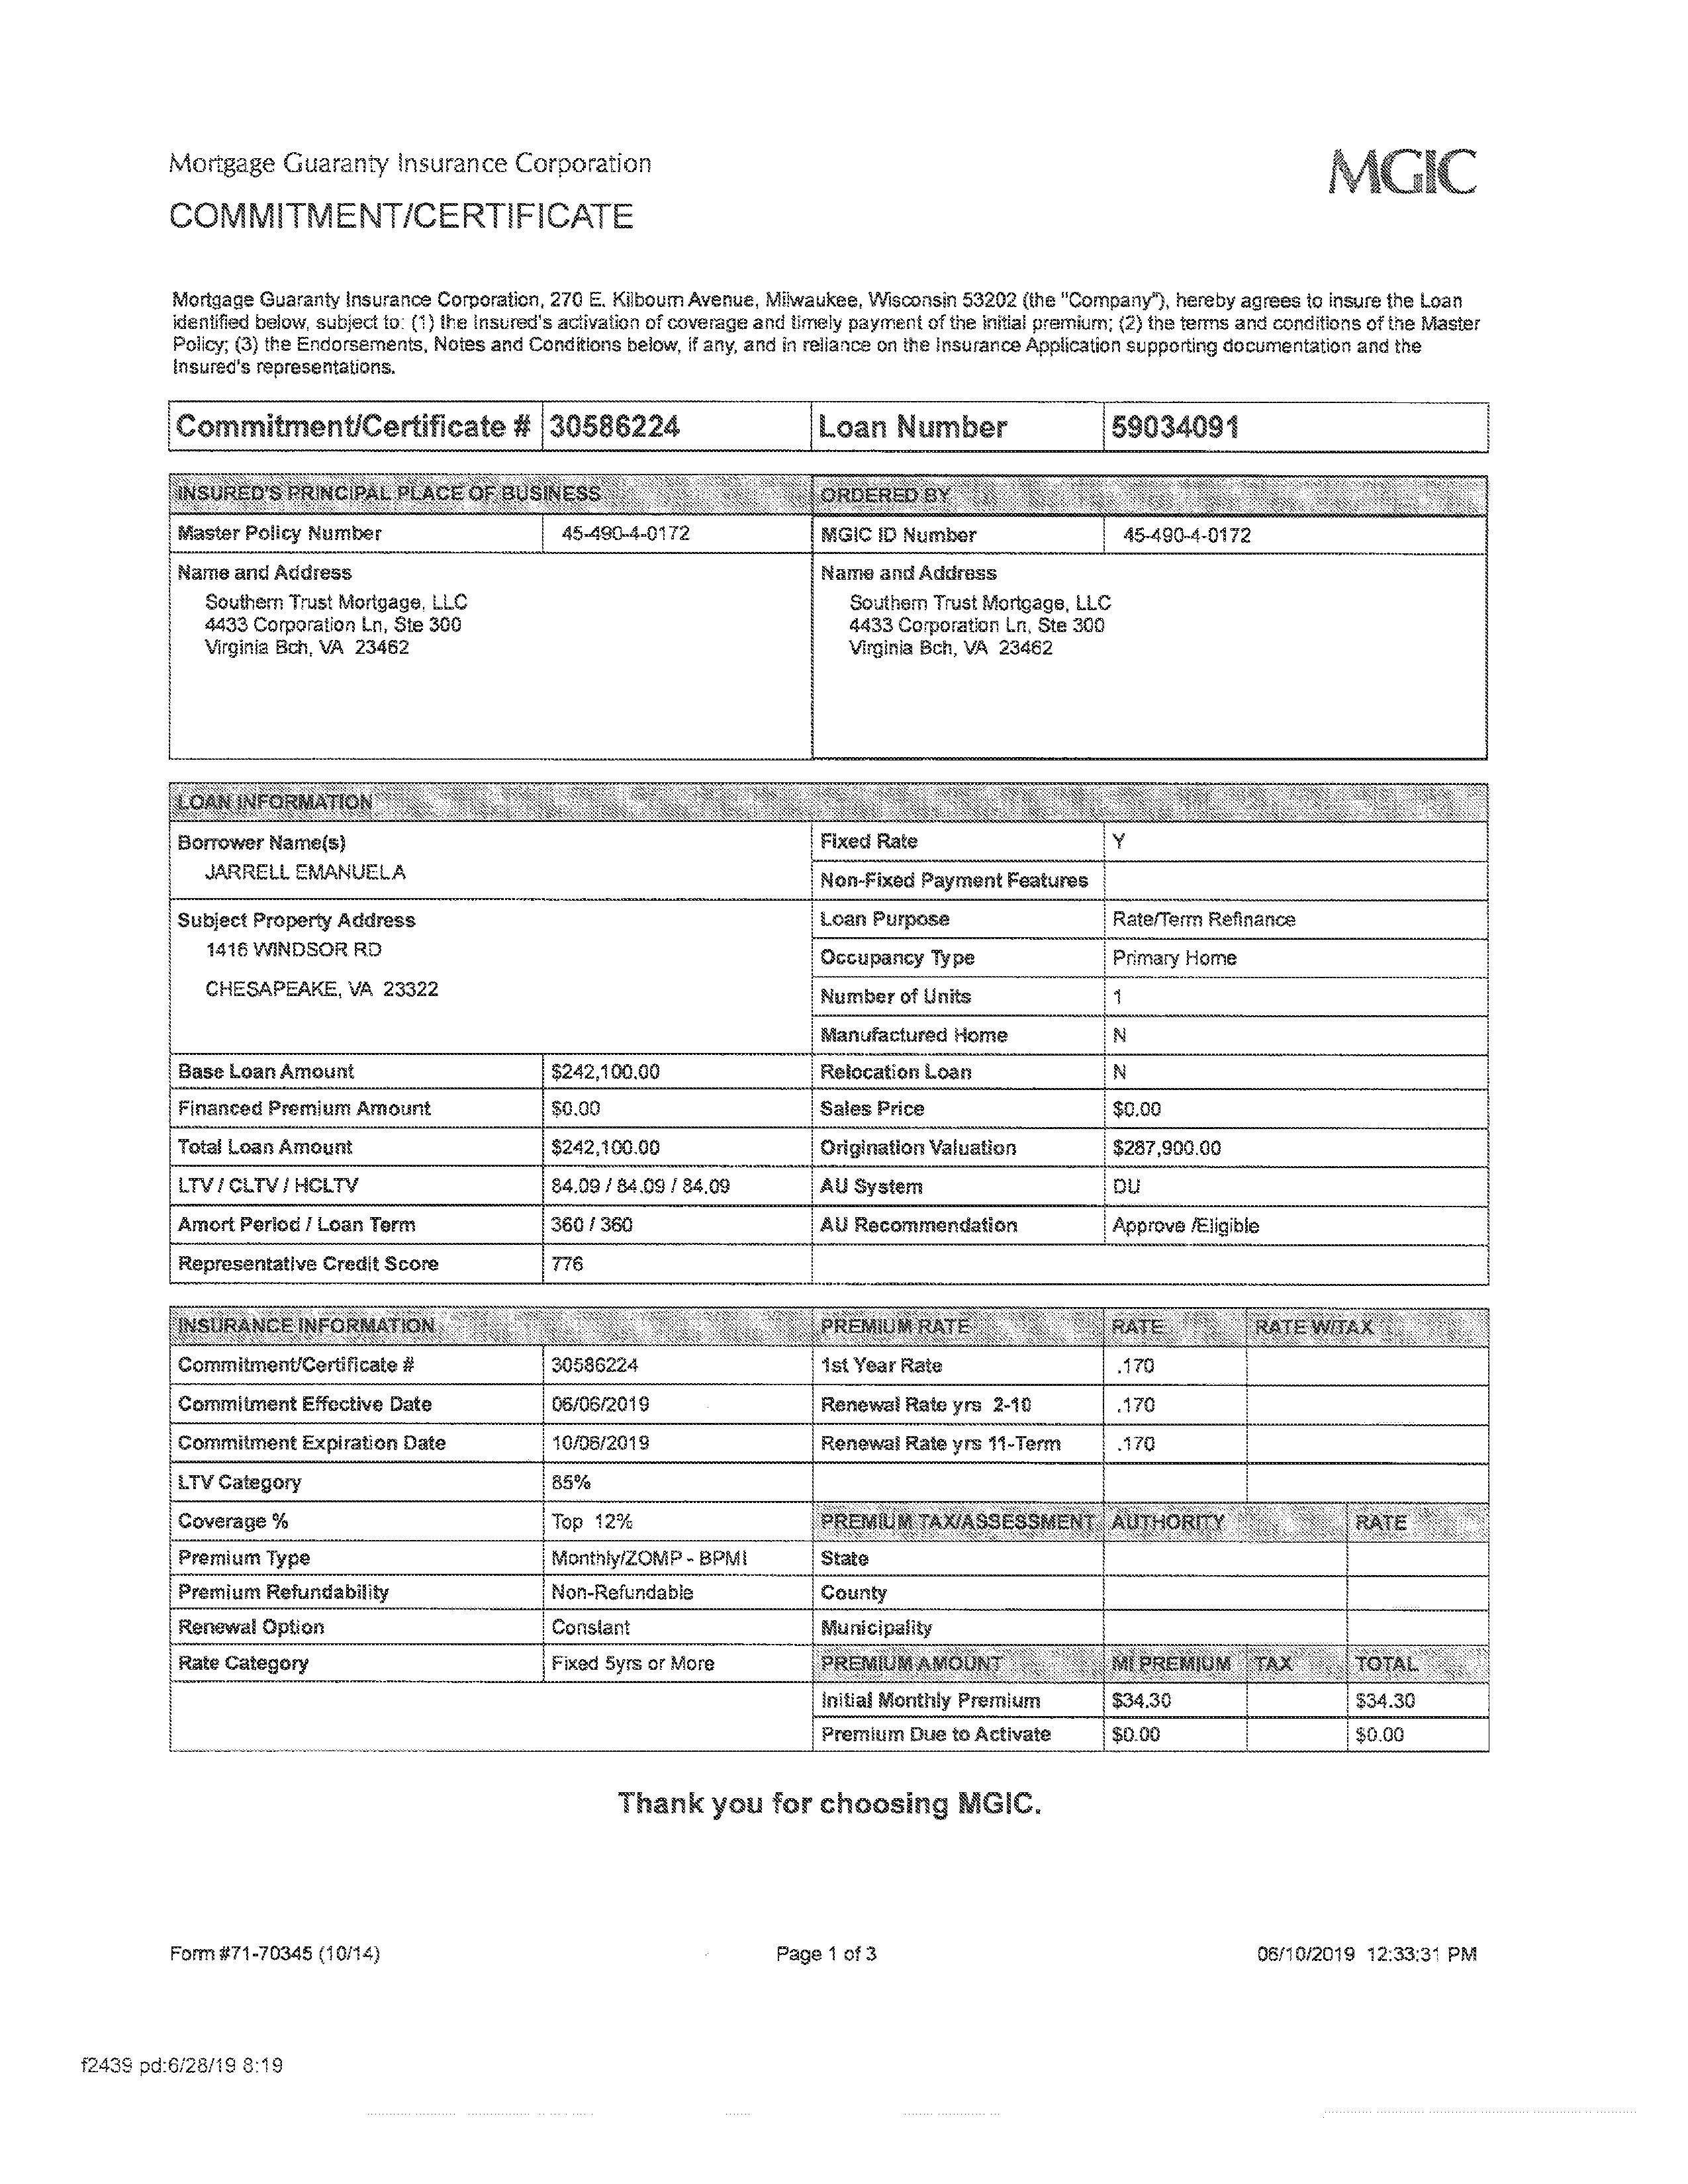 Mortgage Guaranty Insurance Corporation
MGIC
COMMITMENT/CERTIFICATE
Mortgage Guaranty Insurance Corporation, 270 E. Kilbourn Avenue, Milwaukee, Wisconsin 53202 (the "Company"), hereby agrees to insure the Loan
identified below, subject to: (1) the Insured's activation of coverage and timely payment of the initial premium; (2) the terms and conditions of the Master
Policy; (3) the Endorsements, Notes and Conditions below, if any, and in reliance on the Insurance Application supporting documentation and the
Insured's representations.
Commitment/Certificate # 30586224 Loan Number 59034091
INSURED'S PRINCIPAL PLACE OF BUSINESS ORDERED BY
Master Policy Number 45-490-4-0172 MGIC ID Number 45-490-4-0172
Name and Address Name and Address
Southern Trust Mortgage, LLC Southern Trust Mortgage, LLC
4433 Corporation Ln, Ste 300 4433 Corporation Ln, Ste 300
Virginia Bch, VA 23462 Virginia Bch, VA 23462
LOAN INFORMATION
Borrower Name(s) Fixed Rate Y
JARRELL EMANUELA
Non-Fixed Payment Features
Subject Property Address Loan Purpose Rate/Term Refinance
1416 WINDSOR RD
Occupancy Type Primary Home
CHESAPEAKE, VA 23322
Number of Units 1
Manufactured Home N
Base Loan Amount $242,100.00 Relocation Loan N
Financed Premium Amount $0.00 Sales Price $0.00
Total Loan Amount $242,100.00 Origination Valuation $287,900.00
LTV / CLTV / HCLTV 84.09 / 84.09 / 84.09 AU System DU
Amort Period / Loan Term 360 / 360 AU Recommendation Approve /Eligible
Representative Credit Score 776
INSURANCE INFORMATION PREMIUM RATE RATE RATE W/TAX
Commitment/Certificate # 30586224 1st Year Rate .170
Commitment Effective Date 06/06/2019 Renewal Rate yrs 2-10 .170
Commitment Expiration Date 10/06/2019 Renewal Rate yrs 11-Term .170
LTV Category 85%
Coverage % Top 12% PREMIUM TAX/ASSESSMENT AUTHORITY RATE
Premium Type Monthly/ZOMP - BPMI State
Premium Refundability Non-Refundable County
Renewal Option Constant Municipality
Rate Category Fixed 5yrs or More PREMIUM AMOUNT MI PREMIUM TAX TOTAL
Initial Monthly Premium $34.30 $34.30
Premium Due to Activate $0.00 $0.00
Thank you for choosing MGIC.
Form #71-70345 (10/14) Page 1 of 3 06/10/2019 12:33:31 PM
f2439 pd:6/28/19 8:19